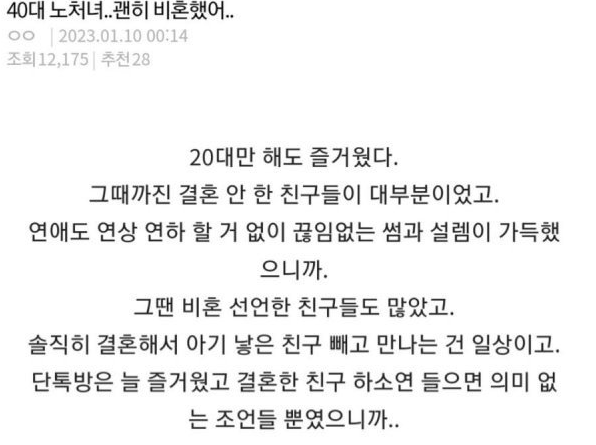 40대 노처녀..괜히 비혼했어..
ㅇㅇ | 2023.01.10 00:14
조회12,175 | 추천28
20대만 해도 즐거웠다.
그때까진 결혼 안 한 친구들이 대부분이었고.
연애도 연상 연하 할 거 없이 끊임없는 썸과 설렘이 가득했
으니까.
그땐 비혼 선언한 친구들도 많았고.
솔직히 결혼해서 아기 낳은 친구 빼고 만나는 건 일상이고.
단톡방은 늘 즐거웠고 결혼한 친구 하소연 들으면 의미 없
는 조언들 뿐였으니까..